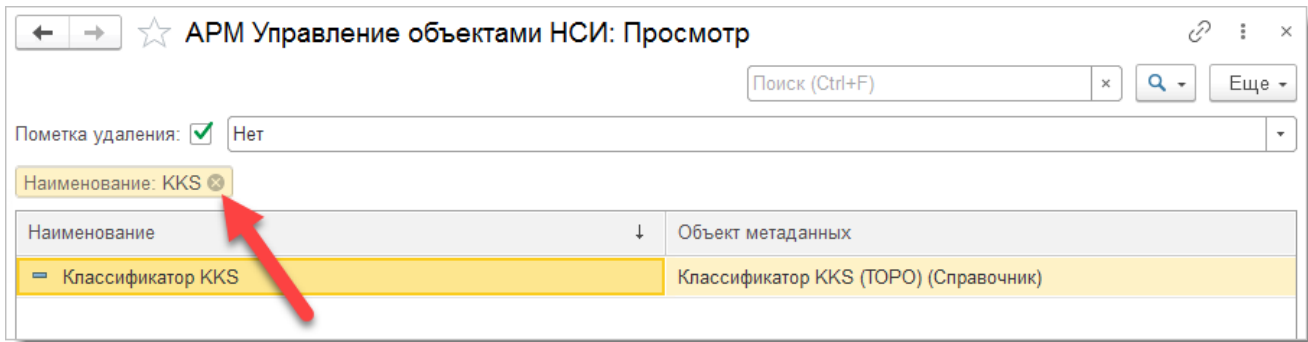 АРМ Управление объектами НСИ: Просмотр
Поиск (Ctrl+F)
Еще
Пометка удаления: Нет
Наименование: KKS
Наименование Объект метаданных
Классификатор KKS Классификатор KKS (ТОРО) (Справочник)